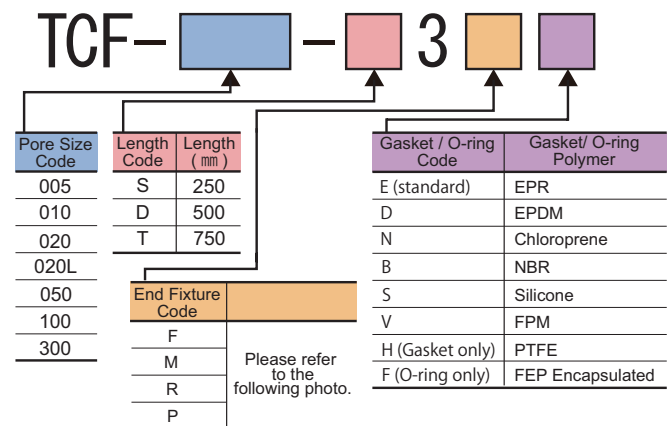 TCF- - 3
Pore Size
Code
005
010
020
020L
050
100
300
Length
Code
Length
( mm )
S 250
D 500
T 750
End Fixture
Code
F
M
R
P
Please refer
to the
following photo.
Gasket / O-ring
Code
Gasket/ O-ring
Polymer
E (standard) EPR
D EPDM
N Chloroprene
B NBR
S Silicone
V FPM
H (Gasket only) PTFE
F (O-ring only) FEP Encapsulated